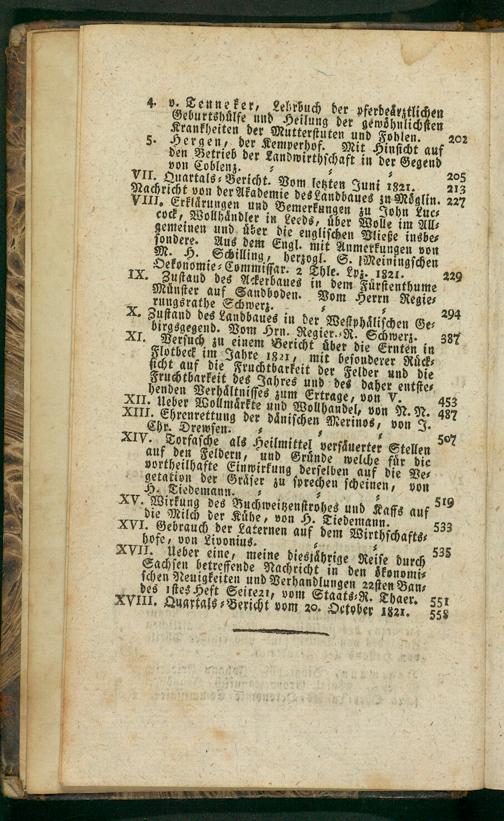 4. v. Tenneker, Lehrbuch der pferdeärztlichen
Geburtshülfe und Heilung der gewöhnlichsten
Krankheiten der Mutterstuten und Fohlen. 202
5. Hergen, der Kemperhof. Mit Hinsicht auf
den Betrieb der Landwirthschaft in der Gegend
von Coblenz. 205
VII. Quartals-Bericht. Vom letzten Juni 1821. 213
Nachricht von der Akademie des Landbaues zu Möglin. 227
VIII. Erklärungen und Bemerkungen zu John Luc-
cock, Wollhändler in Leeds, über Wolle im All-
gemeinen und über die englischen Vließe insbe-
sondere. Aus dem Engl. mit Anmerkungen von
M. H. Schilling, herzogl. S. Meiningschen
Oekonomie-Commissar. 2 Thle. Lpz. 1821. 229
IX. Zustand des Ackerbaues in dem Fürstenthume
Münster auf Sandboden. Vom Herrn Regie-
rungsrathe Schwerz. 294
X. Zustand des Landbaues in der Westphälischen Ge-
birgsgegend. Vom Hrn. Regier.-R. Schwerz. 387
XI. Versuch zu einem Bericht über die Ernten in
Flotbeck im Jahre 1821, mit besonderer Rück-
sicht auf die Fruchtbarkeit der Felder und die
Fruchtbarkeit des Jahres und des daher entste-
henden Verhältnisses zum Ertrage, von V. 453
XII. Ueber Wollmärkte und Wollhandel, von N. N. 487
XIII. Ehrenrettung der dänischen Merinos, von J.
Chr. Drewsen. 507
XIV. Torfasche als Heilmittel versäuerter Stellen
auf den Feldern, und Gründe welche für die
vortheilhafte Einwirkung derselben auf die Ve-
getation der Gräser zu sprechen scheinen, von
H. Tiedemann. 519
XV. Wirkung des Buchweitzenstrohes und Kaffs auf
die Milch der Kühe, von H. Tiedemann. 533
XVI. Gebrauch der Laternen auf dem Wirthschafts-
hofe, von Livonius. 535
XVII. Ueber eine, meine diesjährige Reise durch
Sachsen betreffende Nachricht in den ökonomi-
schen Neuigkeiten und Verhandlungen 22sten Ban-
des 1stes Heft Seite 21, vom Staats-R. Thaer. 551
XVIII. Quartals-Bericht vom 20. October 1821. 558